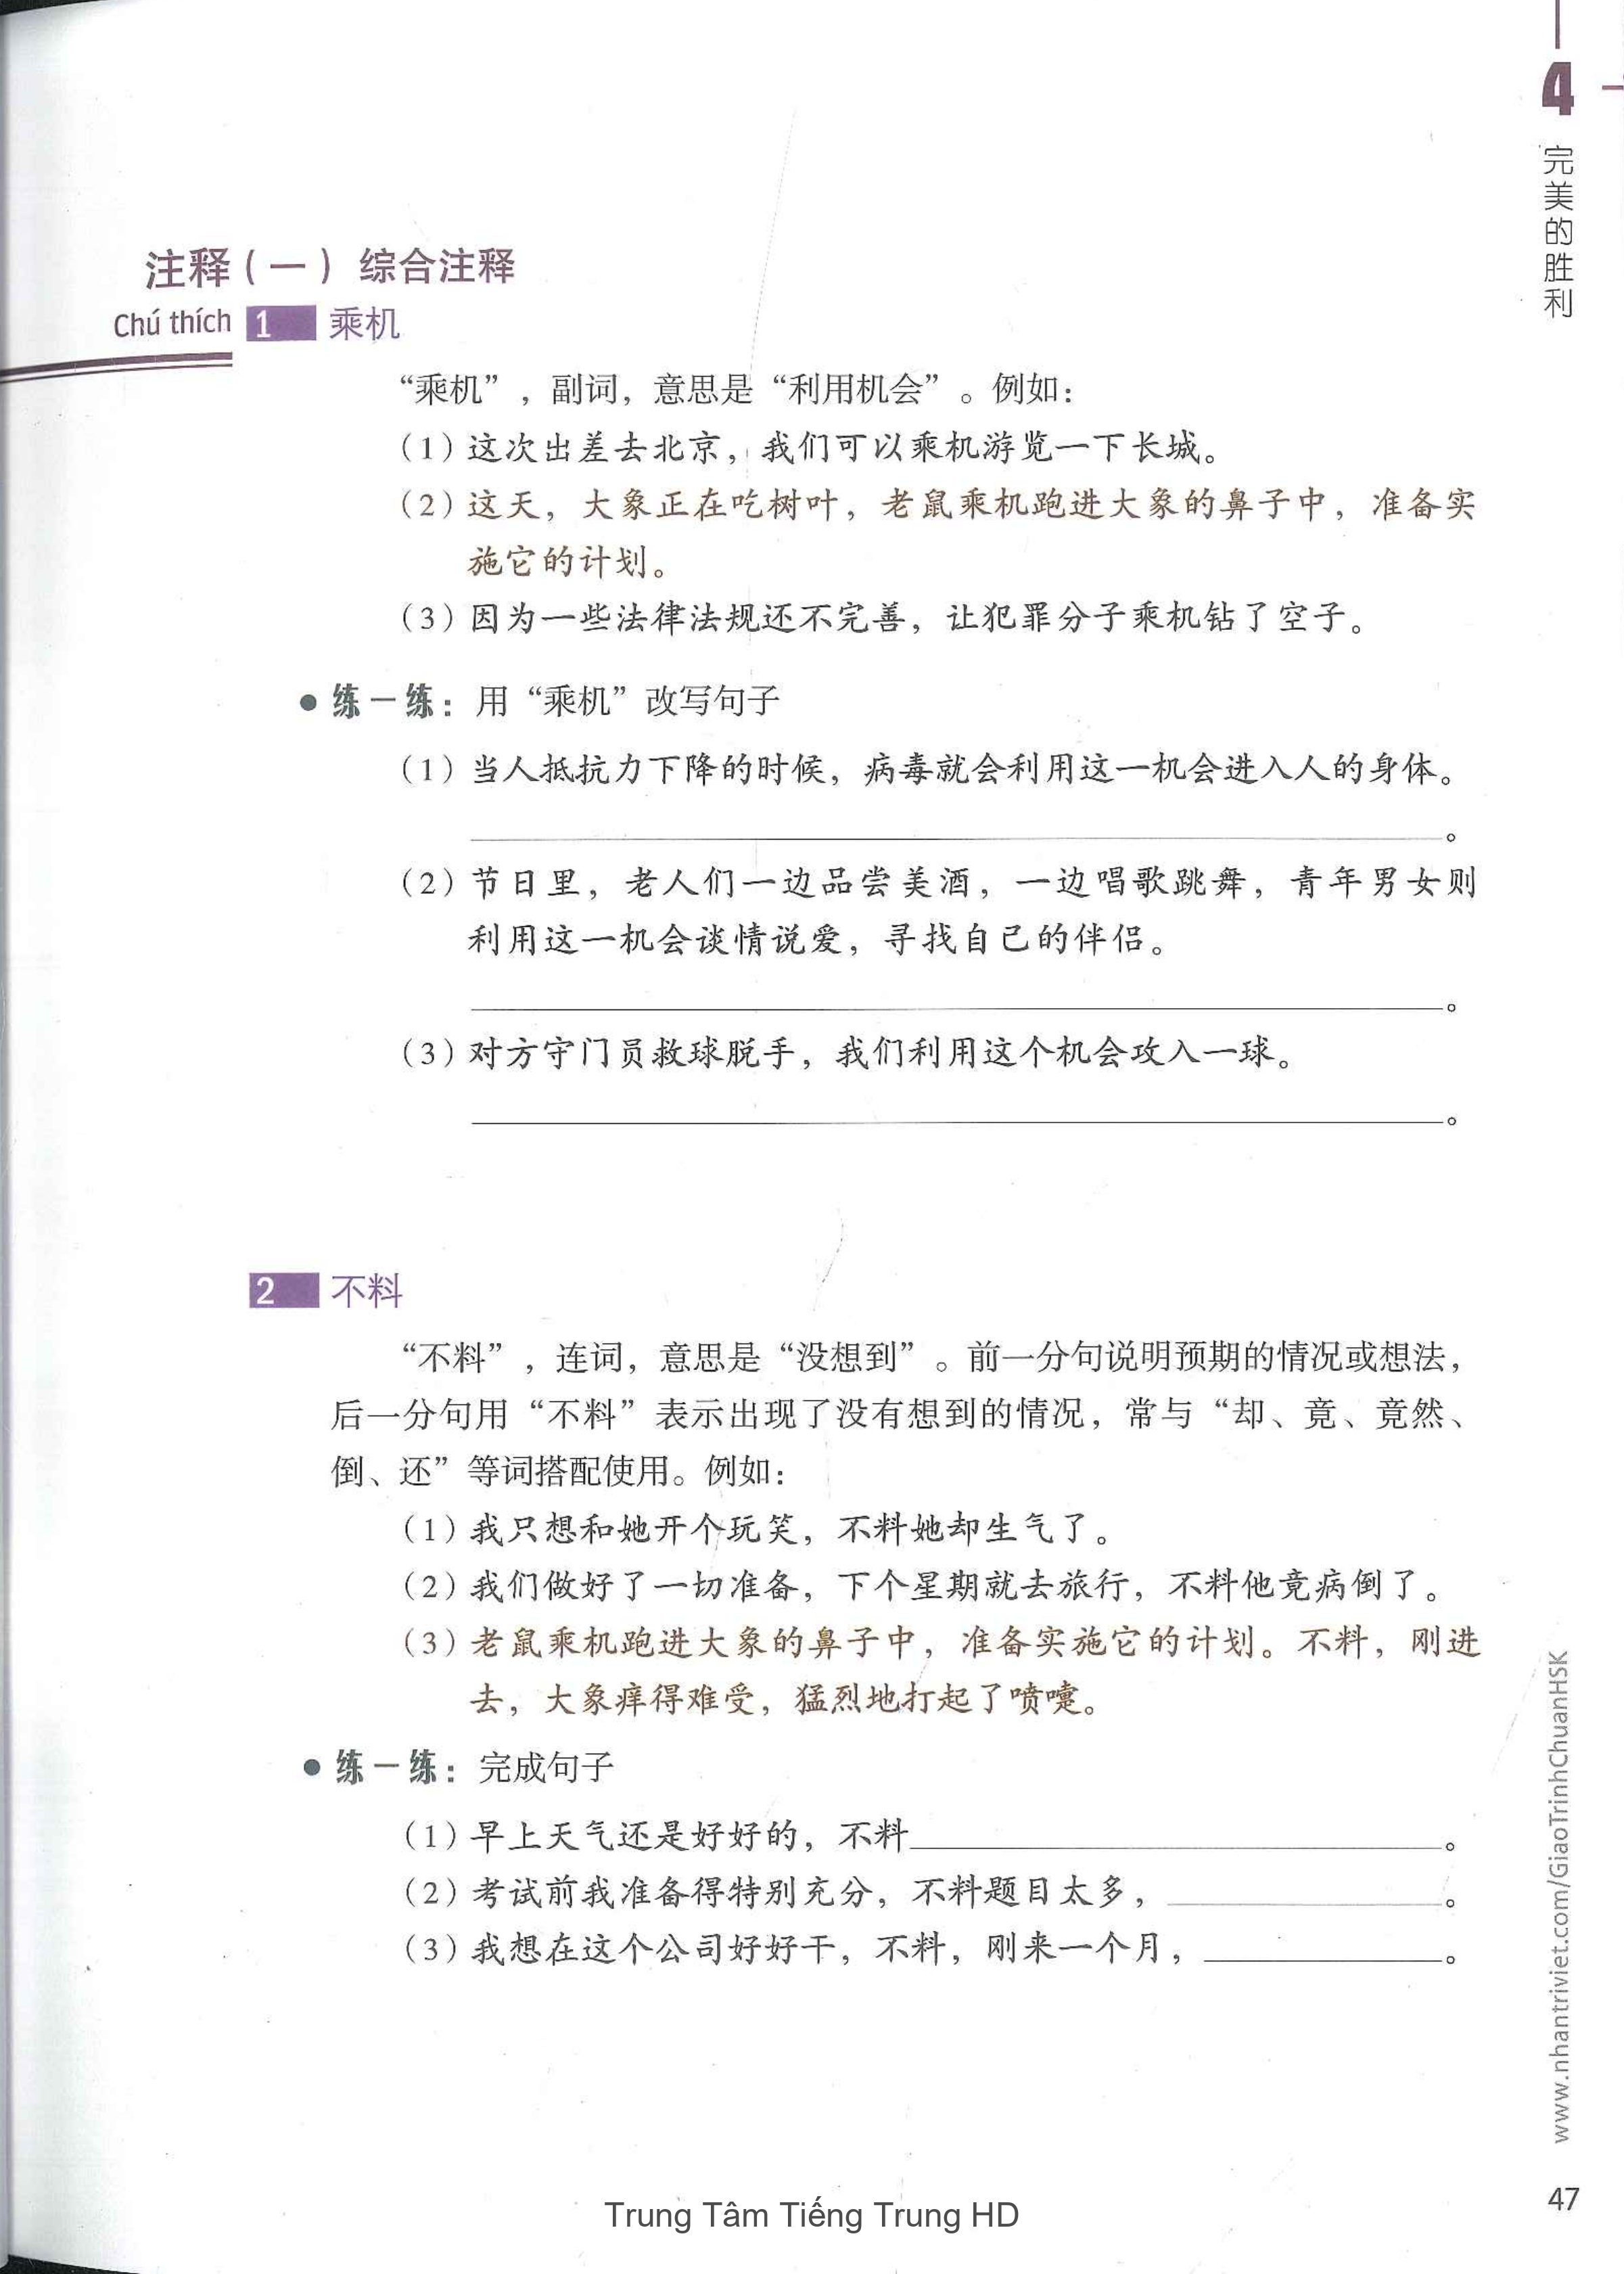 4
完美的胜利
注释（一）综合注释
Chú thích 1 乘机
“乘机”，副词，意思是“利用机会”。例如：
（1）这次出差去北京，我们可以乘机游览一下长城。
（2）这天，大象正在吃树叶，老鼠乘机跑进大象的鼻子中，准备实
施它的计划。
（3）因为一些法律法规还不完善，让犯罪分子乘机钻了空子。
● 练一练：用“乘机”改写句子
（1）当人抵抗力下降的时候，病毒就会利用这一机会进入人的身体。
。
（2）节日里，老人们一边品尝美酒，一边唱歌跳舞，青年男女则
利用这一机会谈情说爱，寻找自己的伴侣。
。
（3）对方守门员救球脱手，我们利用这个机会攻入一球。
。
2 不料
“不料”，连词，意思是“没想到”。前一分句说明预期的情况或想法，
后一分句用“不料”表示出现了没有想到的情况，常与“却、竟、竟然、
倒、还”等词搭配使用。例如：
（1）我只想和她开个玩笑，不料她却生气了。
（2）我们做好了一切准备，下个星期就去旅行，不料他竟病倒了。
（3）老鼠乘机跑进大象的鼻子中，准备实施它的计划。不料，刚进
去，大象痒得难受，猛烈地打起了喷嚏。
● 练一练：完成句子
（1）早上天气还是好好的，不料______。
（2）考试前我准备得特别充分，不料题目太多，______。
（3）我想在这个公司好好干，不料，刚来一个月，______。
www.nhantriviet.com/GiaoTrinhChuanHSK
47
Trung Tâm Tiếng Trung HD